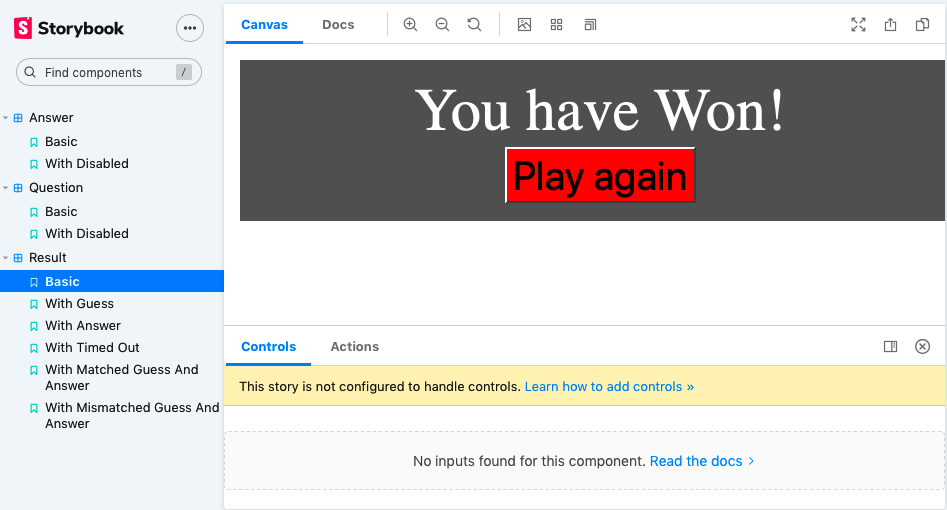 Storybook
Find components
/
Answer
Basic
With Disabled
Question
Basic
With Disabled
Result
Basic
With Guess
With Answer
With Timed Out
With Matched Guess And
Answer
With Mismatched Guess And
Answer
Canvas
Docs
You have Won!
Play again
Controls
Actions
This story is not configured to handle controls. Learn how to add controls »
No inputs found for this component. Read the docs